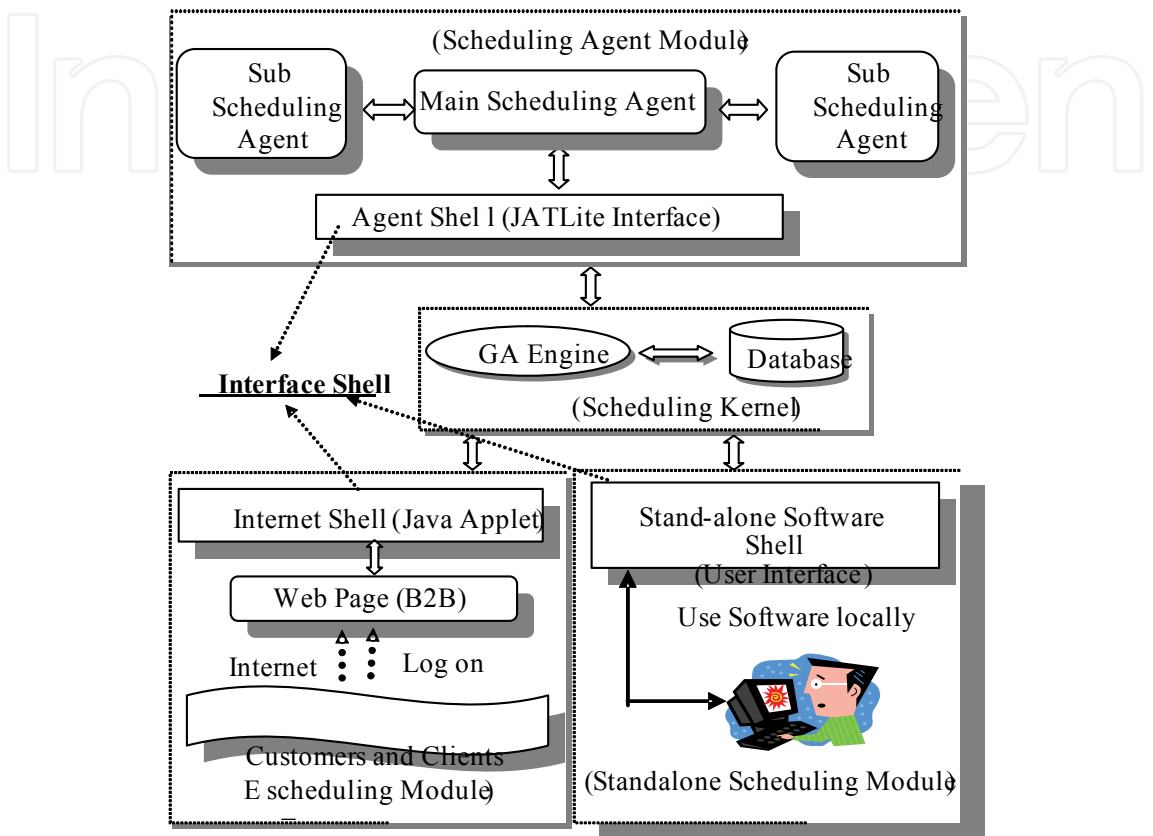 (Scheduling Agent Module)
Sub
Scheduling
Agent
Main Scheduling Agent
Sub
Scheduling
Agent
Agent Shel l (JATLite Interface)
GA Engine
Database
(Scheduling Kernel)
Interface Shell
Internet Shell (Java Applet)
Web Page (B2B)
Internet
Log on
Customers and Clients
E scheduling Module)
Stand-alone Software
Shell
(User Interface)
Use Software locally
(Standalone Scheduling Module)